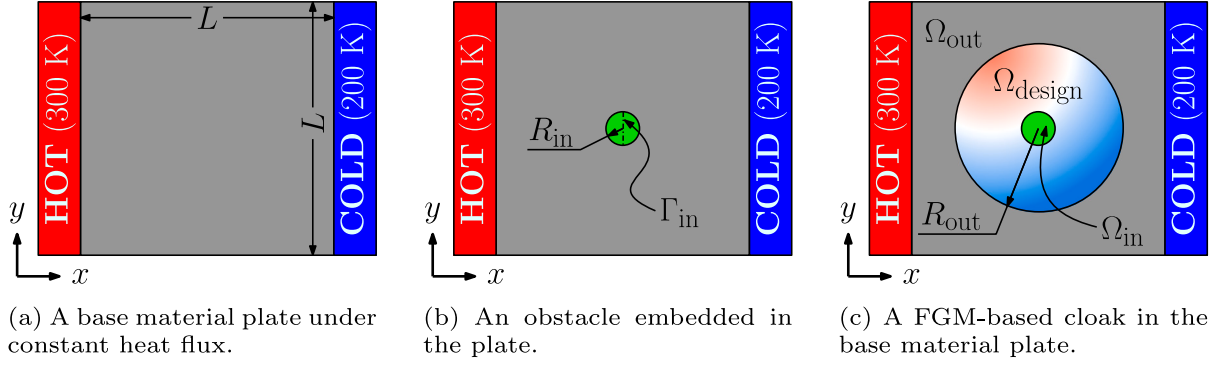 HOT (300 K)
L
L
COLD (200 K)
y
x
(a) A base material plate under
constant heat flux.
HOT (300 K)
R_in
Γ_in
COLD (200 K)
y
x
(b) An obstacle embedded in
the plate.
HOT (300 K)
Ω_out
Ω_design
R_out
Ω_in
COLD (200 K)
y
x
(c) A FGM-based cloak in the
base material plate.